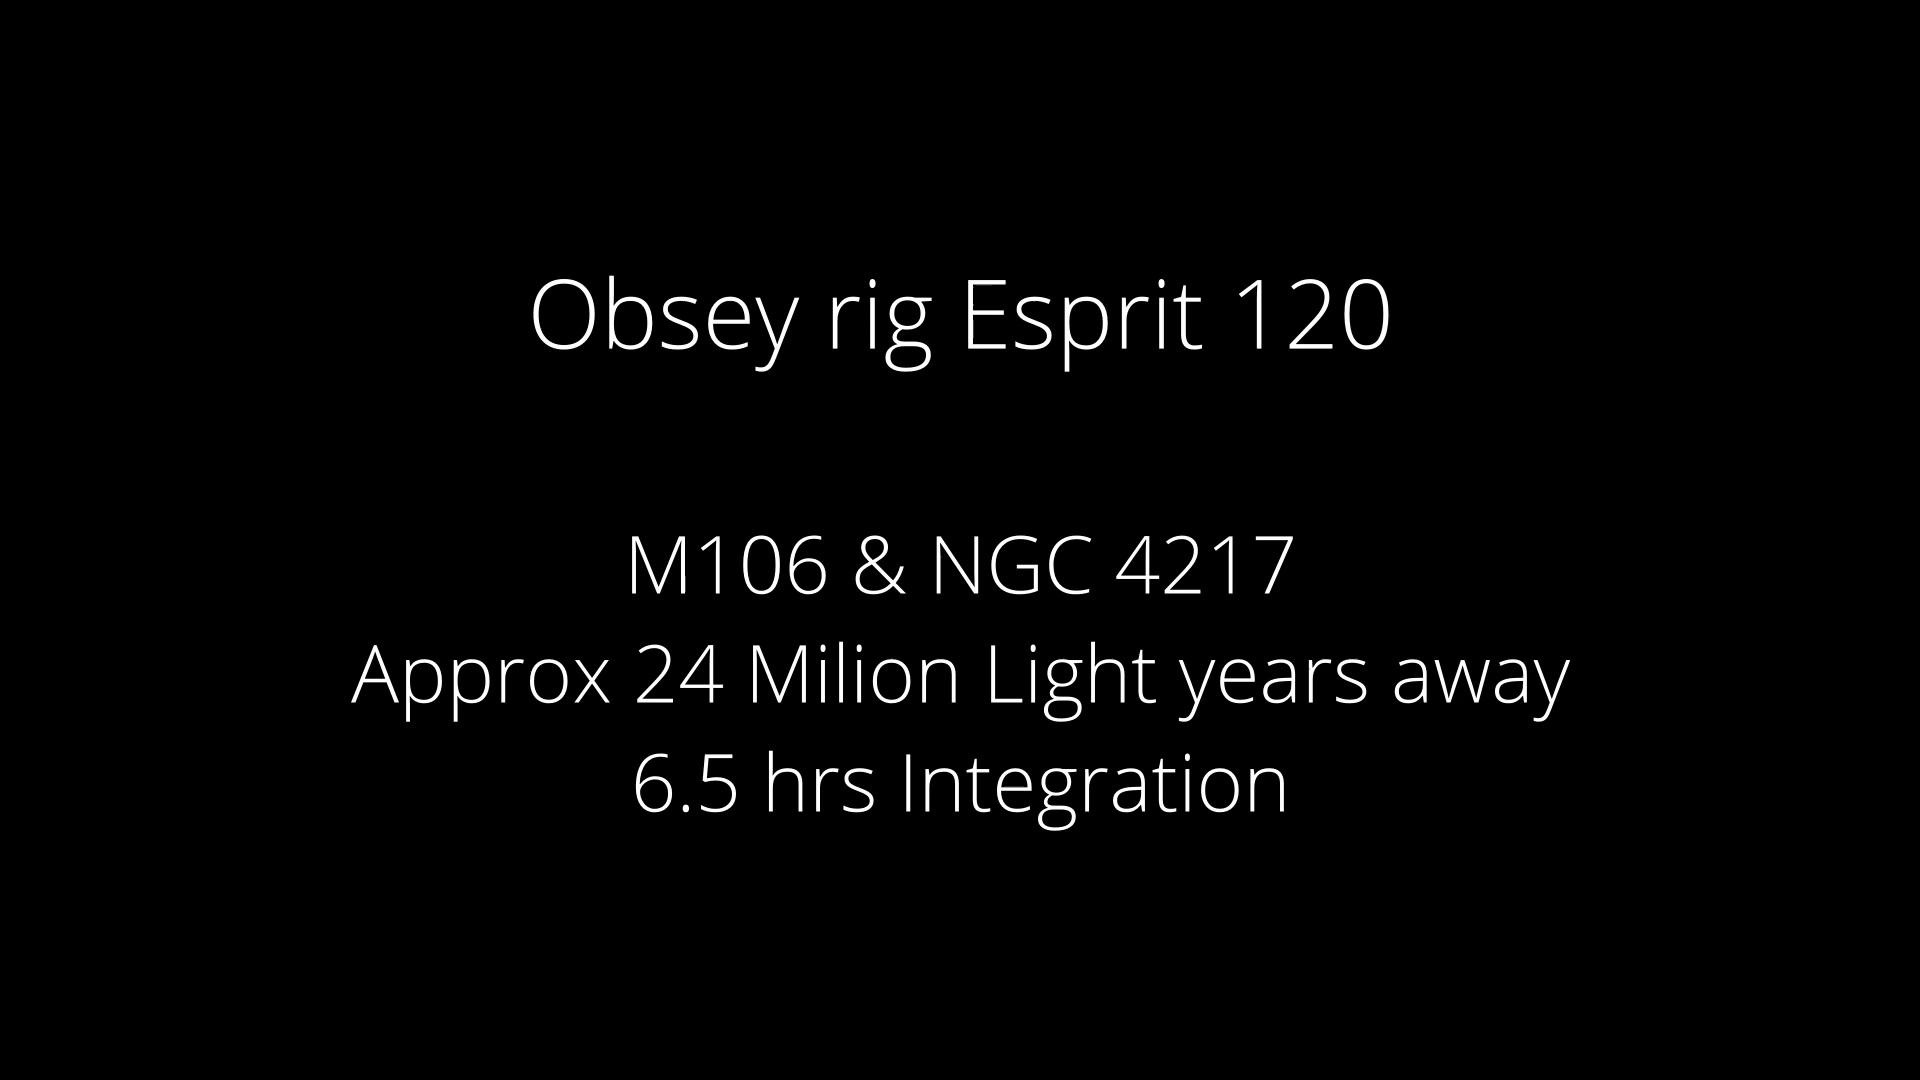 Obsey rig Esprit 120
M106 & NGC 4217
Approx 24 Milion Light years away
6.5 hrs Integration